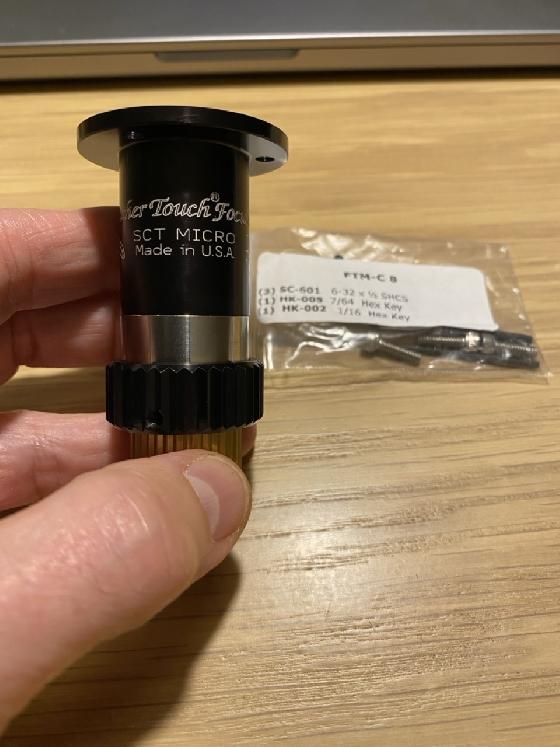 Touch® Focu
SCT MICRO
Made in U.S.A.
FTM-C 8
(3) SC-601 6-32 x ½ SHCS
(1) HK-005 7/64 Hex Key
(1) HK-002 1/16 Hex Key